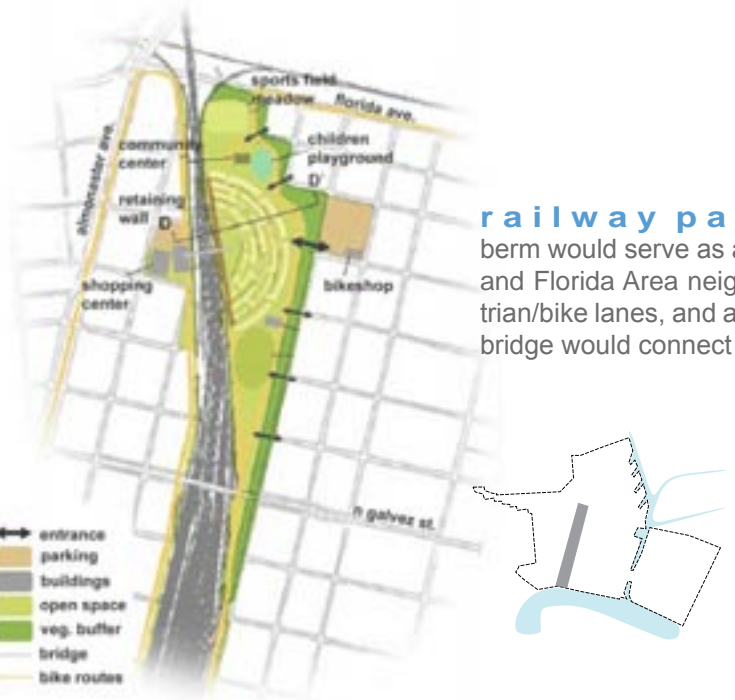 sports field
meadow
florida ave.
almonaster ave.
community
center
children
playground
D'
retaining
wall
D
shopping
center
bikeshop
n galvez st.
entrance
parking
buildings
open space
veg. buffer
bridge
bike routes
railway pa
berm would serve as a
and Florida Area neig
trian/bike lanes, and a
bridge would connect